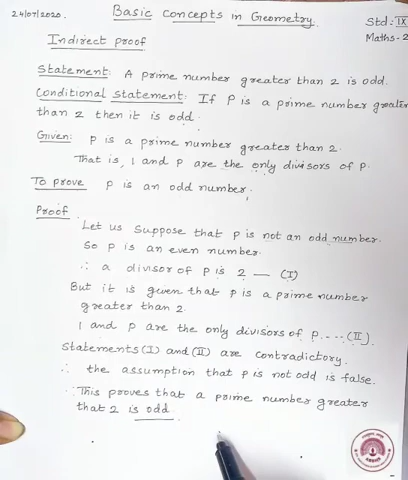 24/07/2020.
Basic Concepts in Geometry.
Std: IX
Maths-2
Indirect proof
Statement: A prime number greater than 2 is odd.
Conditional statement: If P is a prime number greater
than 2 then it is odd.
Given: P is a prime number greater than 2.
That is, 1 and p are the only divisors of p.
To prove p is an odd number.
Proof
Let us suppose that p is not an odd number.
So p is an even number.
∴ a divisor of p is 2 — (I)
But it is given that p is a prime number
greater than 2.
1 and p are the only divisors of p....(II)
Statements (I) and (II) are contradictory.
∴ the assumption that p is not odd is false.
∴ This proves that a prime number greater
that 2 is odd.